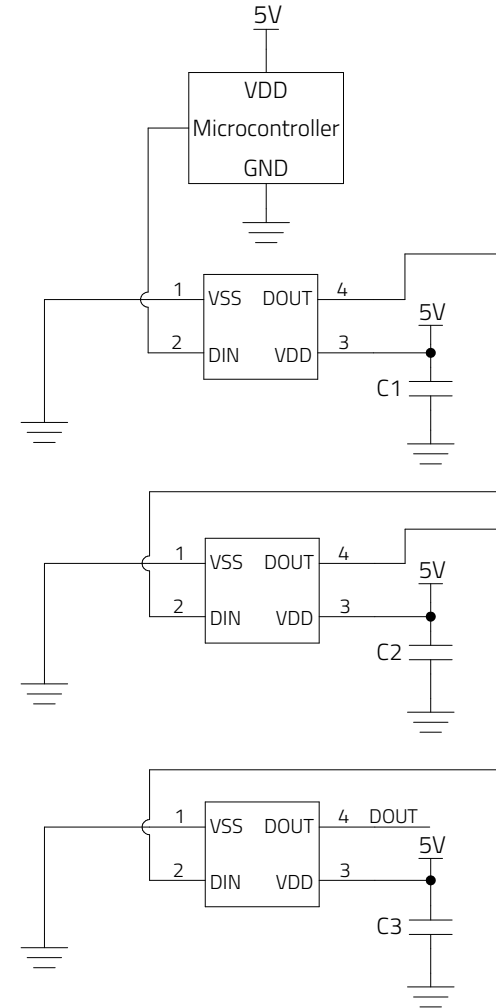 5V
VDD
Microcontroller
GND
1 VSS DOUT 4
5V
2 DIN VDD 3
C1
1 VSS DOUT 4
5V
2 DIN VDD 3
C2
1 VSS DOUT 4 DOUT
5V
2 DIN VDD 3
C3